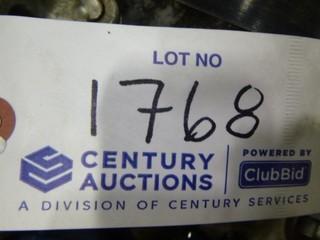 LOT NO
1768
CENTURY AUCTIONS
POWERED BY
ClubBid
A DIVISION OF CENTURY SERVICES